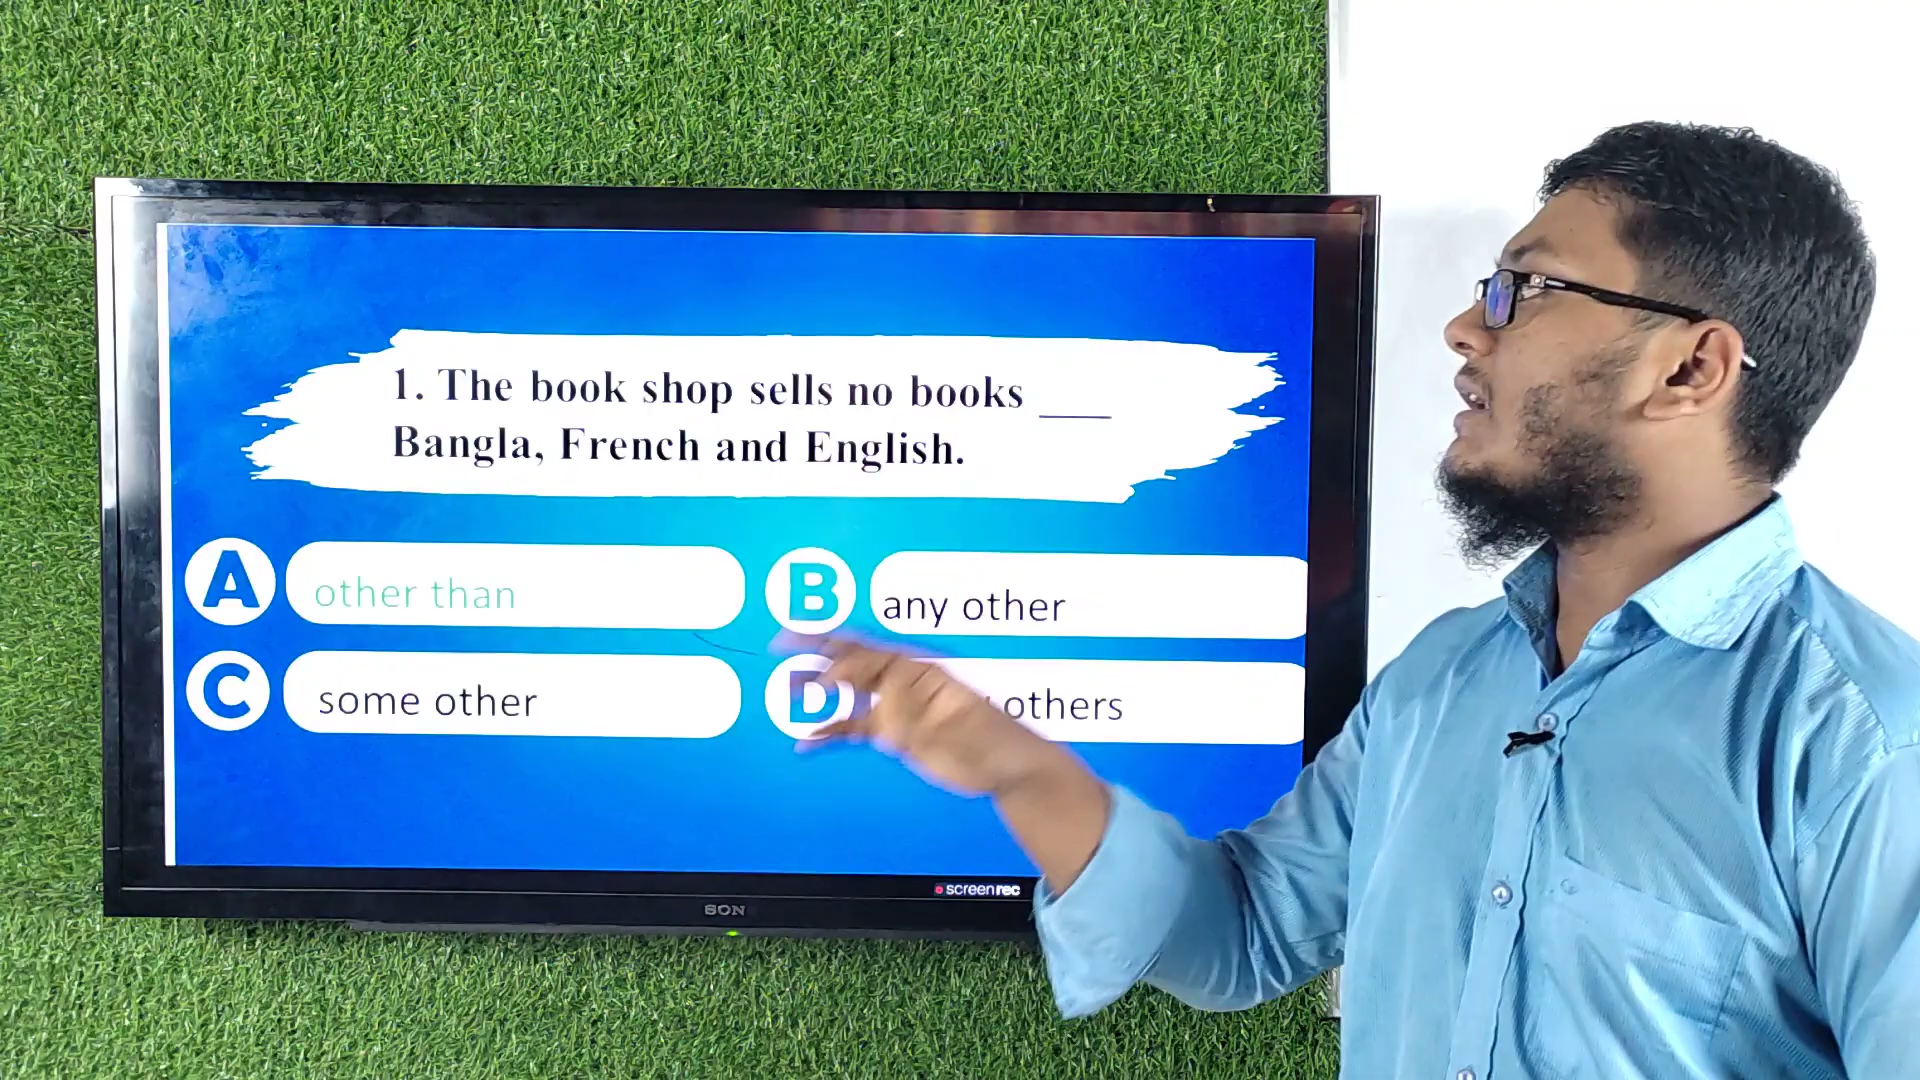 1. The book shop sells no books ____
Bangla, French and English.
A other than
B any other
C some other
D others
screenrec
SON